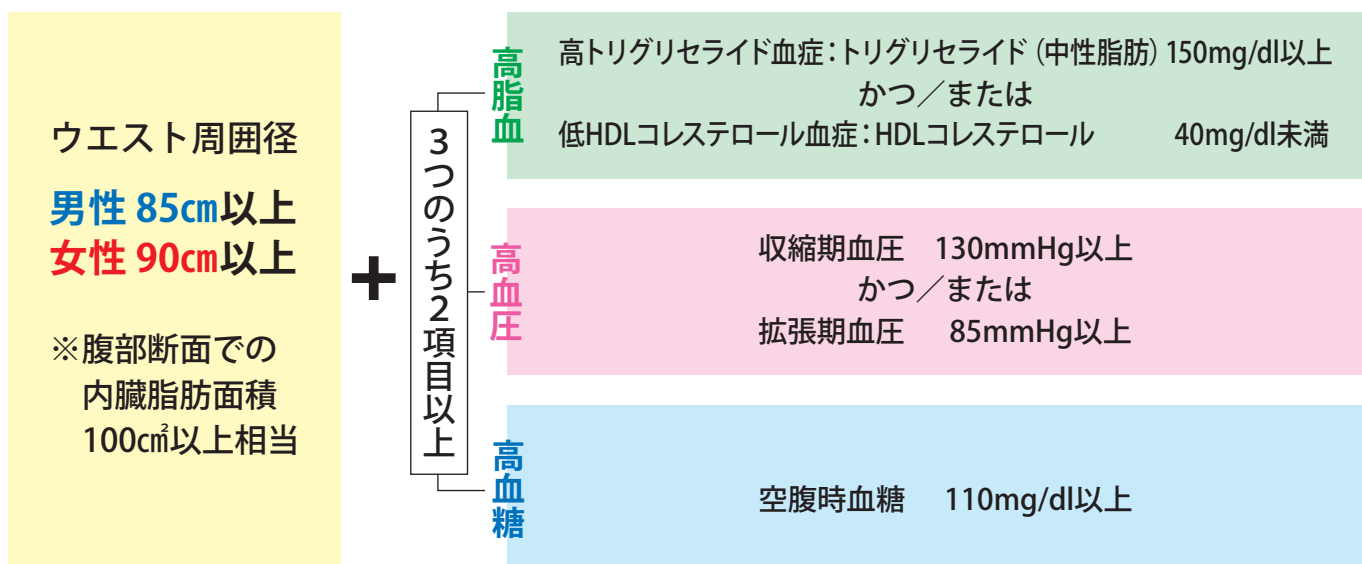 ウエスト周囲径
男性 85㎝以上
女性 90㎝以上
※腹部断面での
内臓脂肪面積
100㎠以上相当
+
3つのうち2項目以上
高脂血
高トリグリセライド血症：トリグリセライド（中性脂肪）150mg/dl以上
かつ／または
低HDLコレステロール血症：HDLコレステロール 40mg/dl未満
高血圧
収縮期血圧 130mmHg以上
かつ／または
拡張期血圧 85mmHg以上
高血糖
空腹時血糖 110mg/dl以上